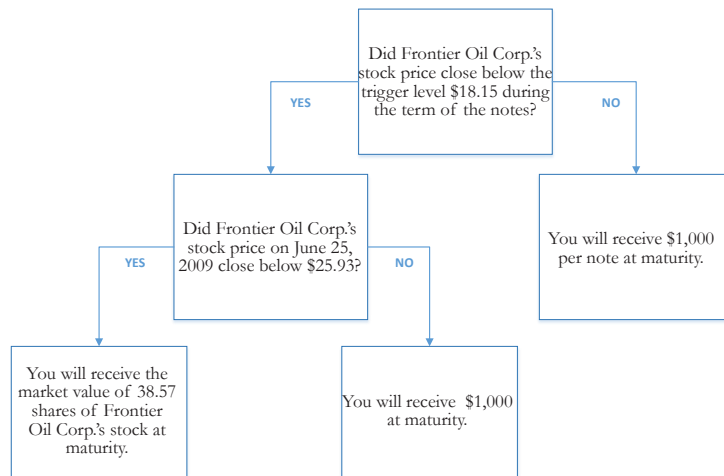 Did Frontier Oil Corp.'s
stock price close below the
trigger level $18.15 during
the term of the notes?
YES
NO
Did Frontier Oil Corp.'s
stock price on June 25,
2009 close below $25.93?
You will receive $1,000
per note at maturity.
YES
NO
You will receive the
market value of 38.57
shares of Frontier
Oil Corp.'s stock at
maturity.
You will receive $1,000
at maturity.